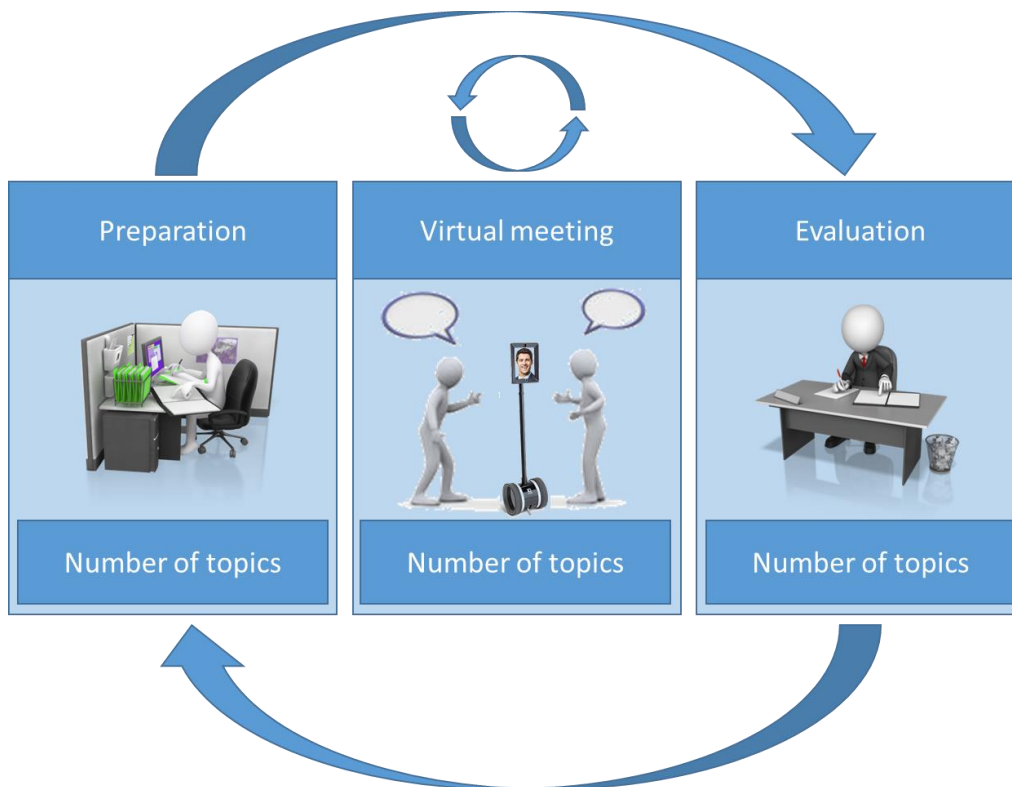 Preparation
Virtual meeting
Evaluation
Number of topics
Number of topics
Number of topics